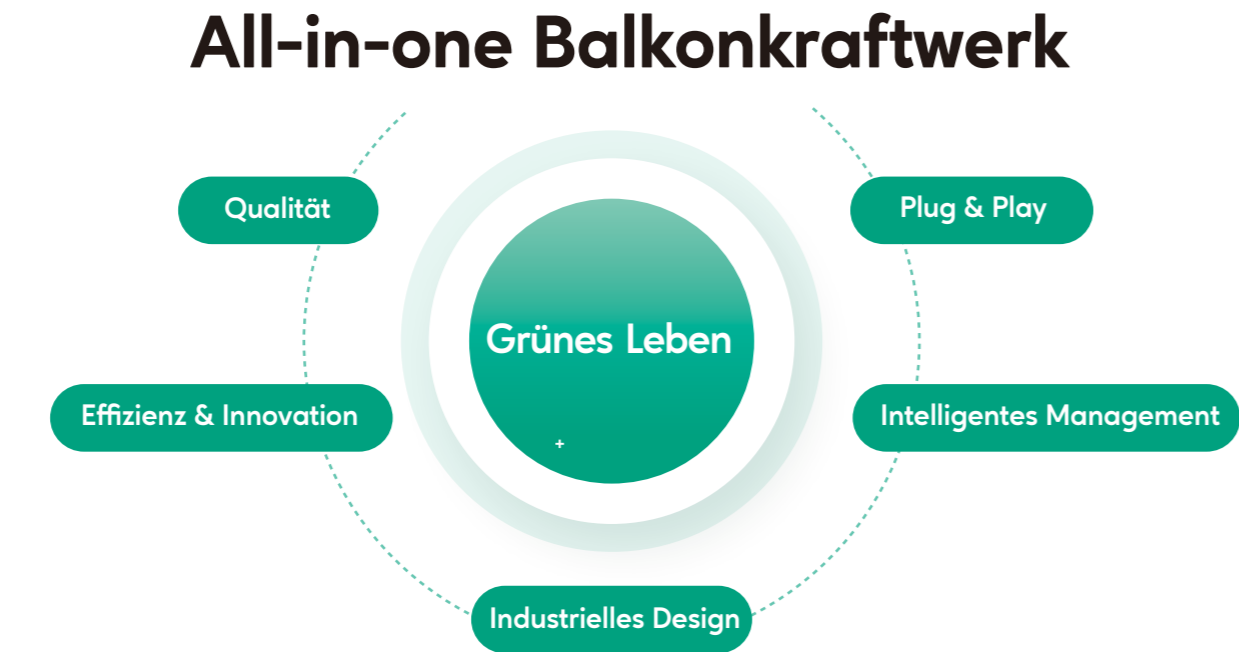 All-in-one Balkonkraftwerk
Qualität
Plug & Play
Grünes Leben
Effizienz & Innovation
Intelligentes Management
+
Industrielles Design